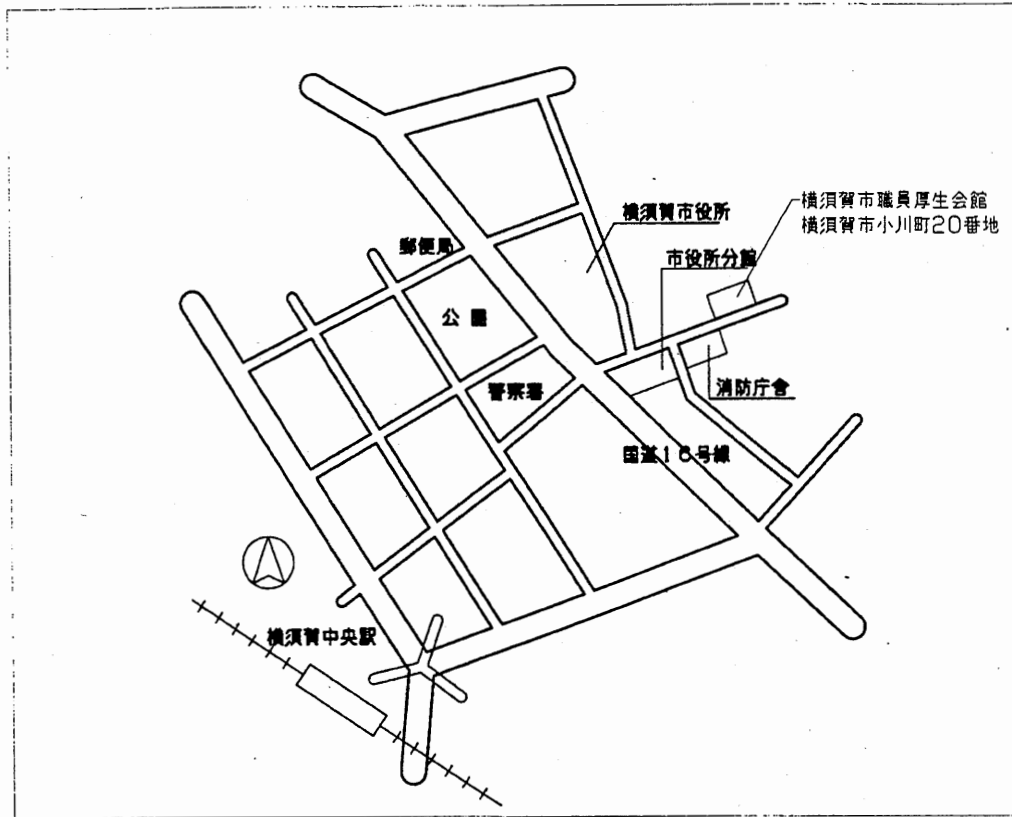 横須賀市職員厚生会館
横須賀市小川町20番地
横須賀市役所
郵便局
市役所分館
公園
警察署
消防庁舎
国道16号線
横須賀中央駅